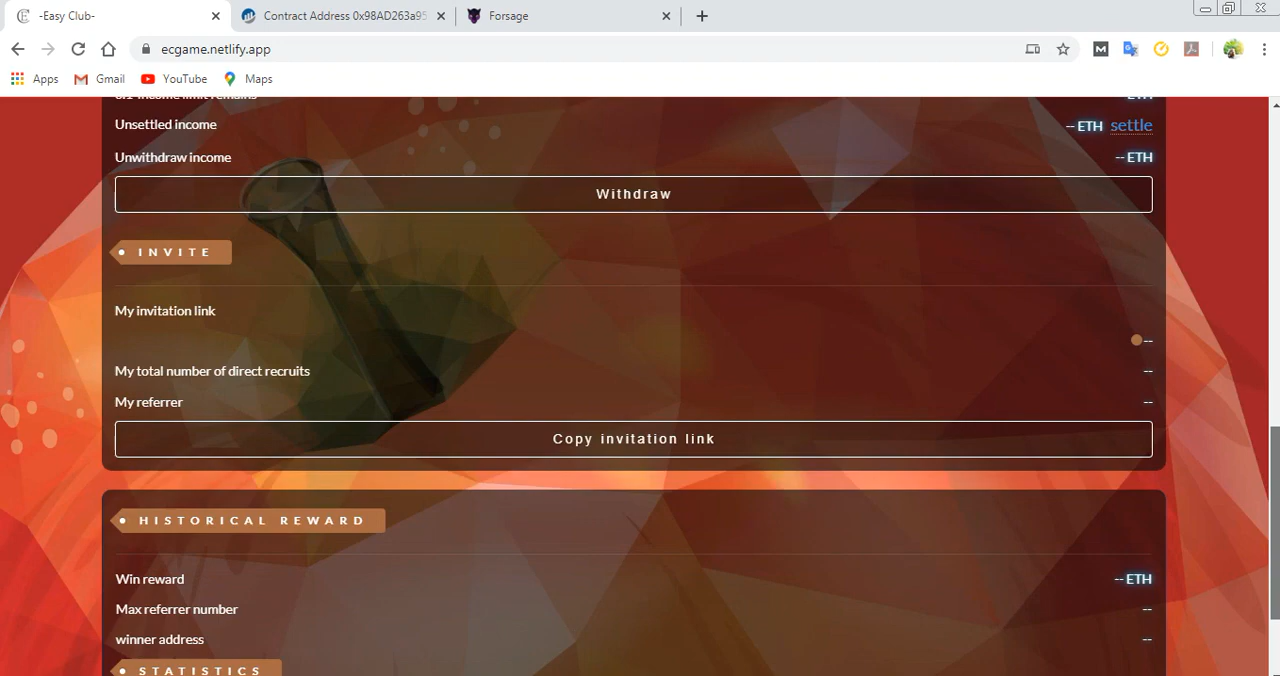 -Easy Club-
Contract Address 0x98AD263a95
Forsage
ecgame.netlify.app
Apps Gmail YouTube Maps
ETH
Unsettled income -- ETH settle
Unwithdraw income -- ETH
Withdraw
INVITE
My invitation link
--
My total number of direct recruits --
My referrer --
Copy invitation link
HISTORICAL REWARD
Win reward -- ETH
Max referrer number --
winner address --
STATISTICS